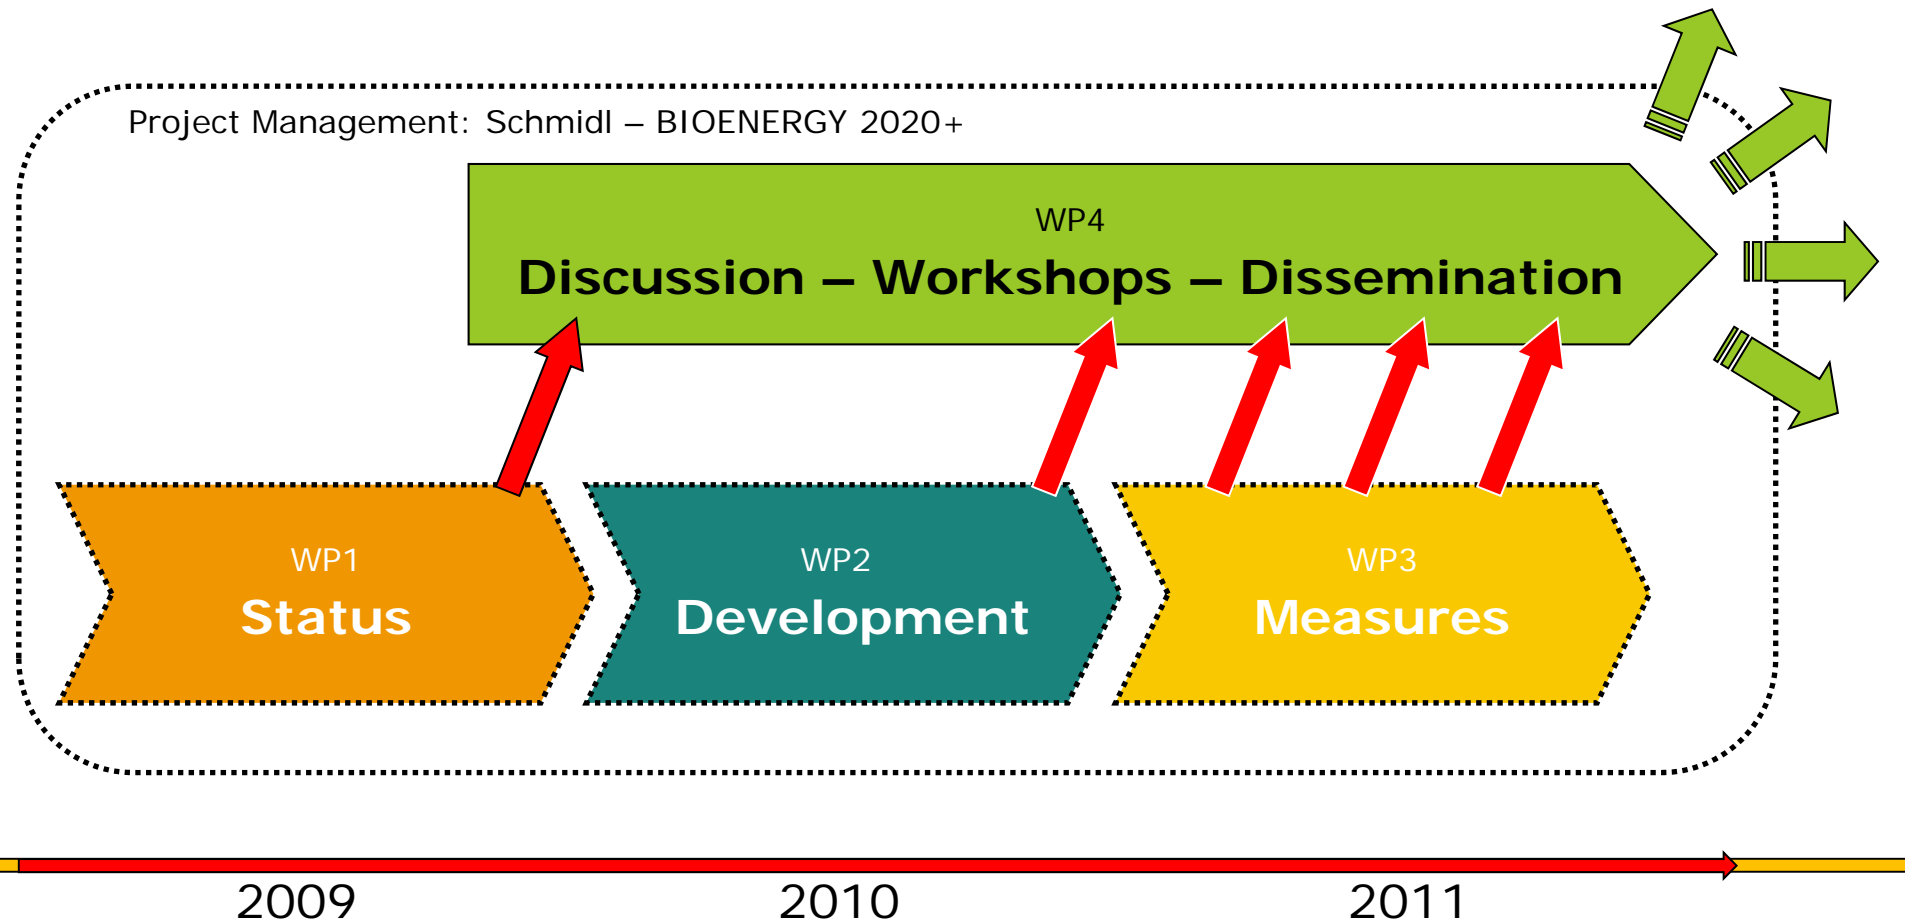 Project Management: Schmidl – BIOENERGY 2020+
WP4
Discussion – Workshops – Dissemination
WP1
Status
WP2
Development
WP3
Measures
2009
2010
2011